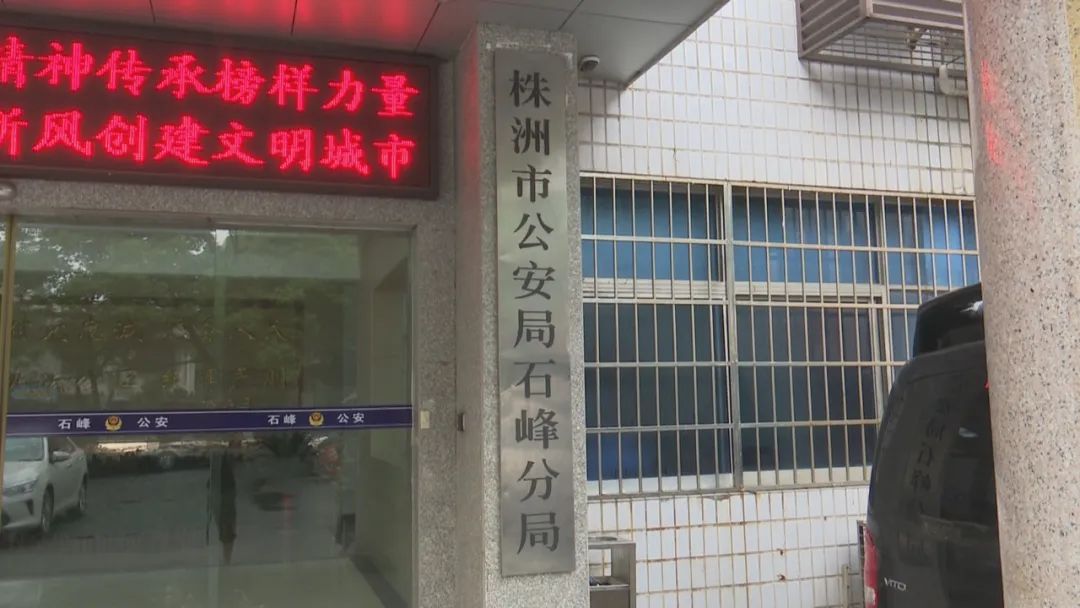 精神传承榜样力量
新风创建文明城市
株洲市公安局石峰分局
石峰 公安 石峰 公安
VITO